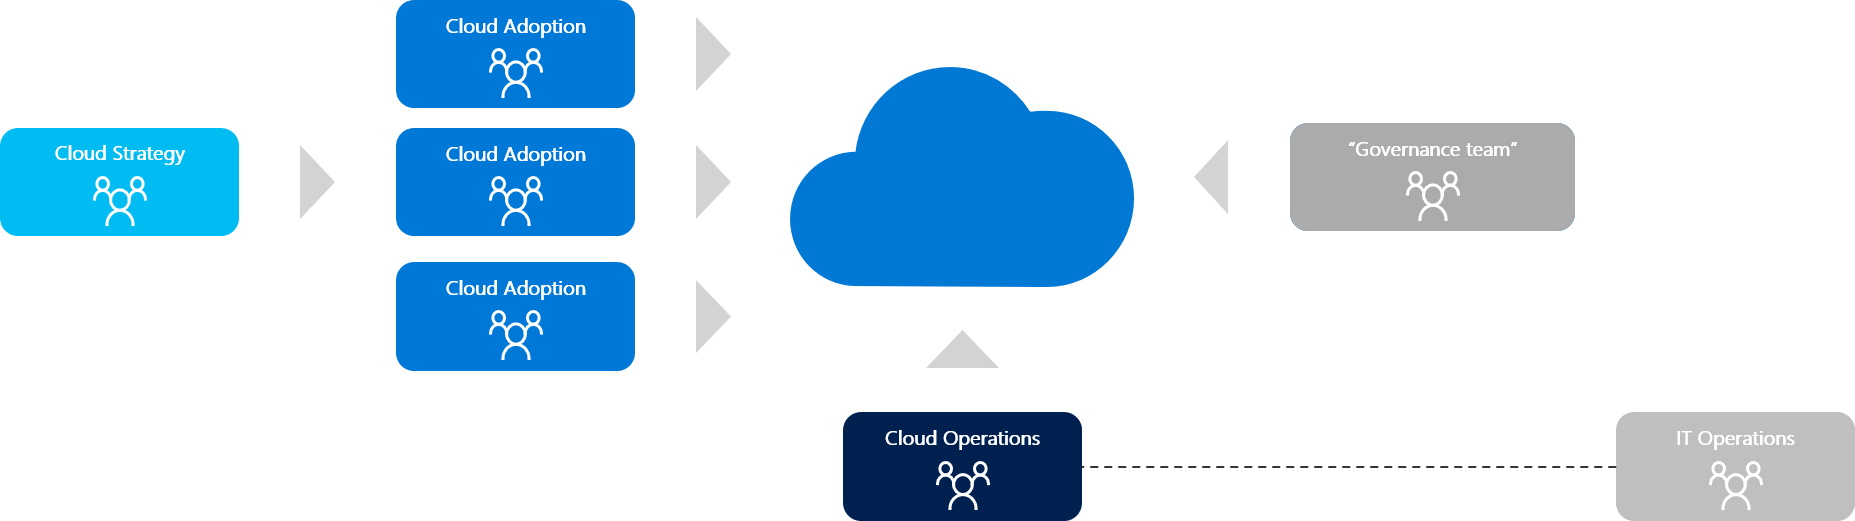 Cloud Adoption
Cloud Strategy
Cloud Adoption
“Governance team”
Cloud Adoption
Cloud Operations
IT Operations